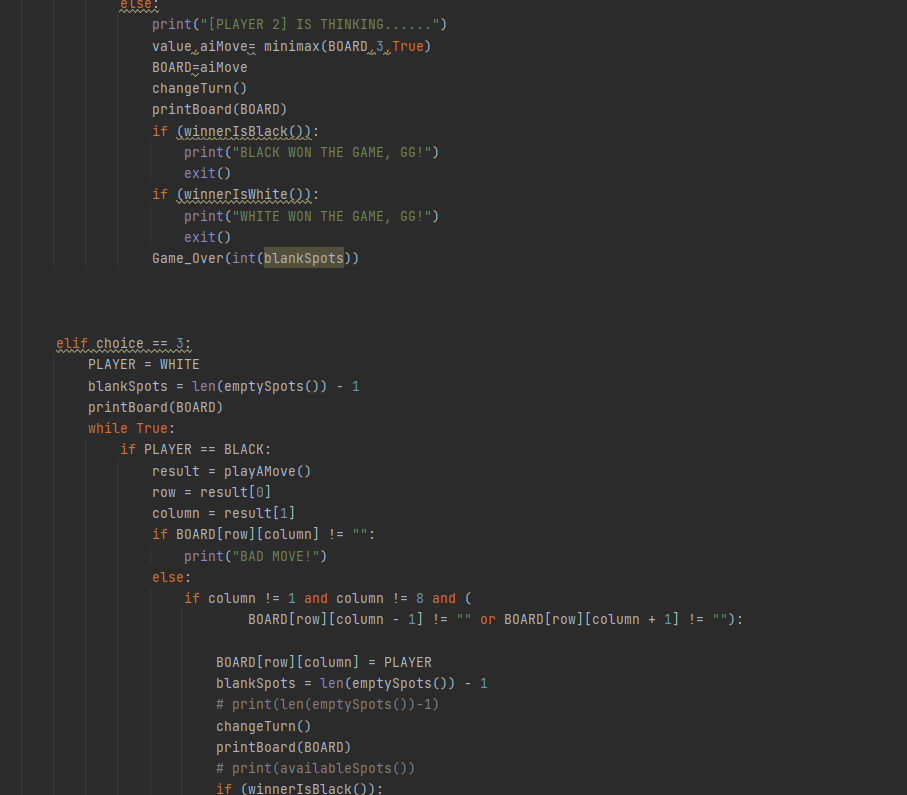 else:
print("[PLAYER 2] IS THINKING......")
value,aiMove= minimax(BOARD,3,True)
BOARD=aiMove
changeTurn()
printBoard(BOARD)
if (winnerIsBlack()):
print("BLACK WON THE GAME, GG!")
exit()
if (winnerIsWhite()):
print("WHITE WON THE GAME, GG!")
exit()
Game_Over(int(blankSpots))
elif choice == 3:
PLAYER = WHITE
blankSpots = len(emptySpots()) - 1
printBoard(BOARD)
while True:
if PLAYER == BLACK:
result = playAMove()
row = result[0]
column = result[1]
if BOARD[row][column] != "":
print("BAD MOVE!")
else:
if column != 1 and column != 8 and (
BOARD[row][column - 1] != "" or BOARD[row][column + 1] != ""):
BOARD[row][column] = PLAYER
blankSpots = len(emptySpots()) - 1
# print(len(emptySpots())-1)
changeTurn()
printBoard(BOARD)
# print(availableSpots())
if (winnerIsBlack()):